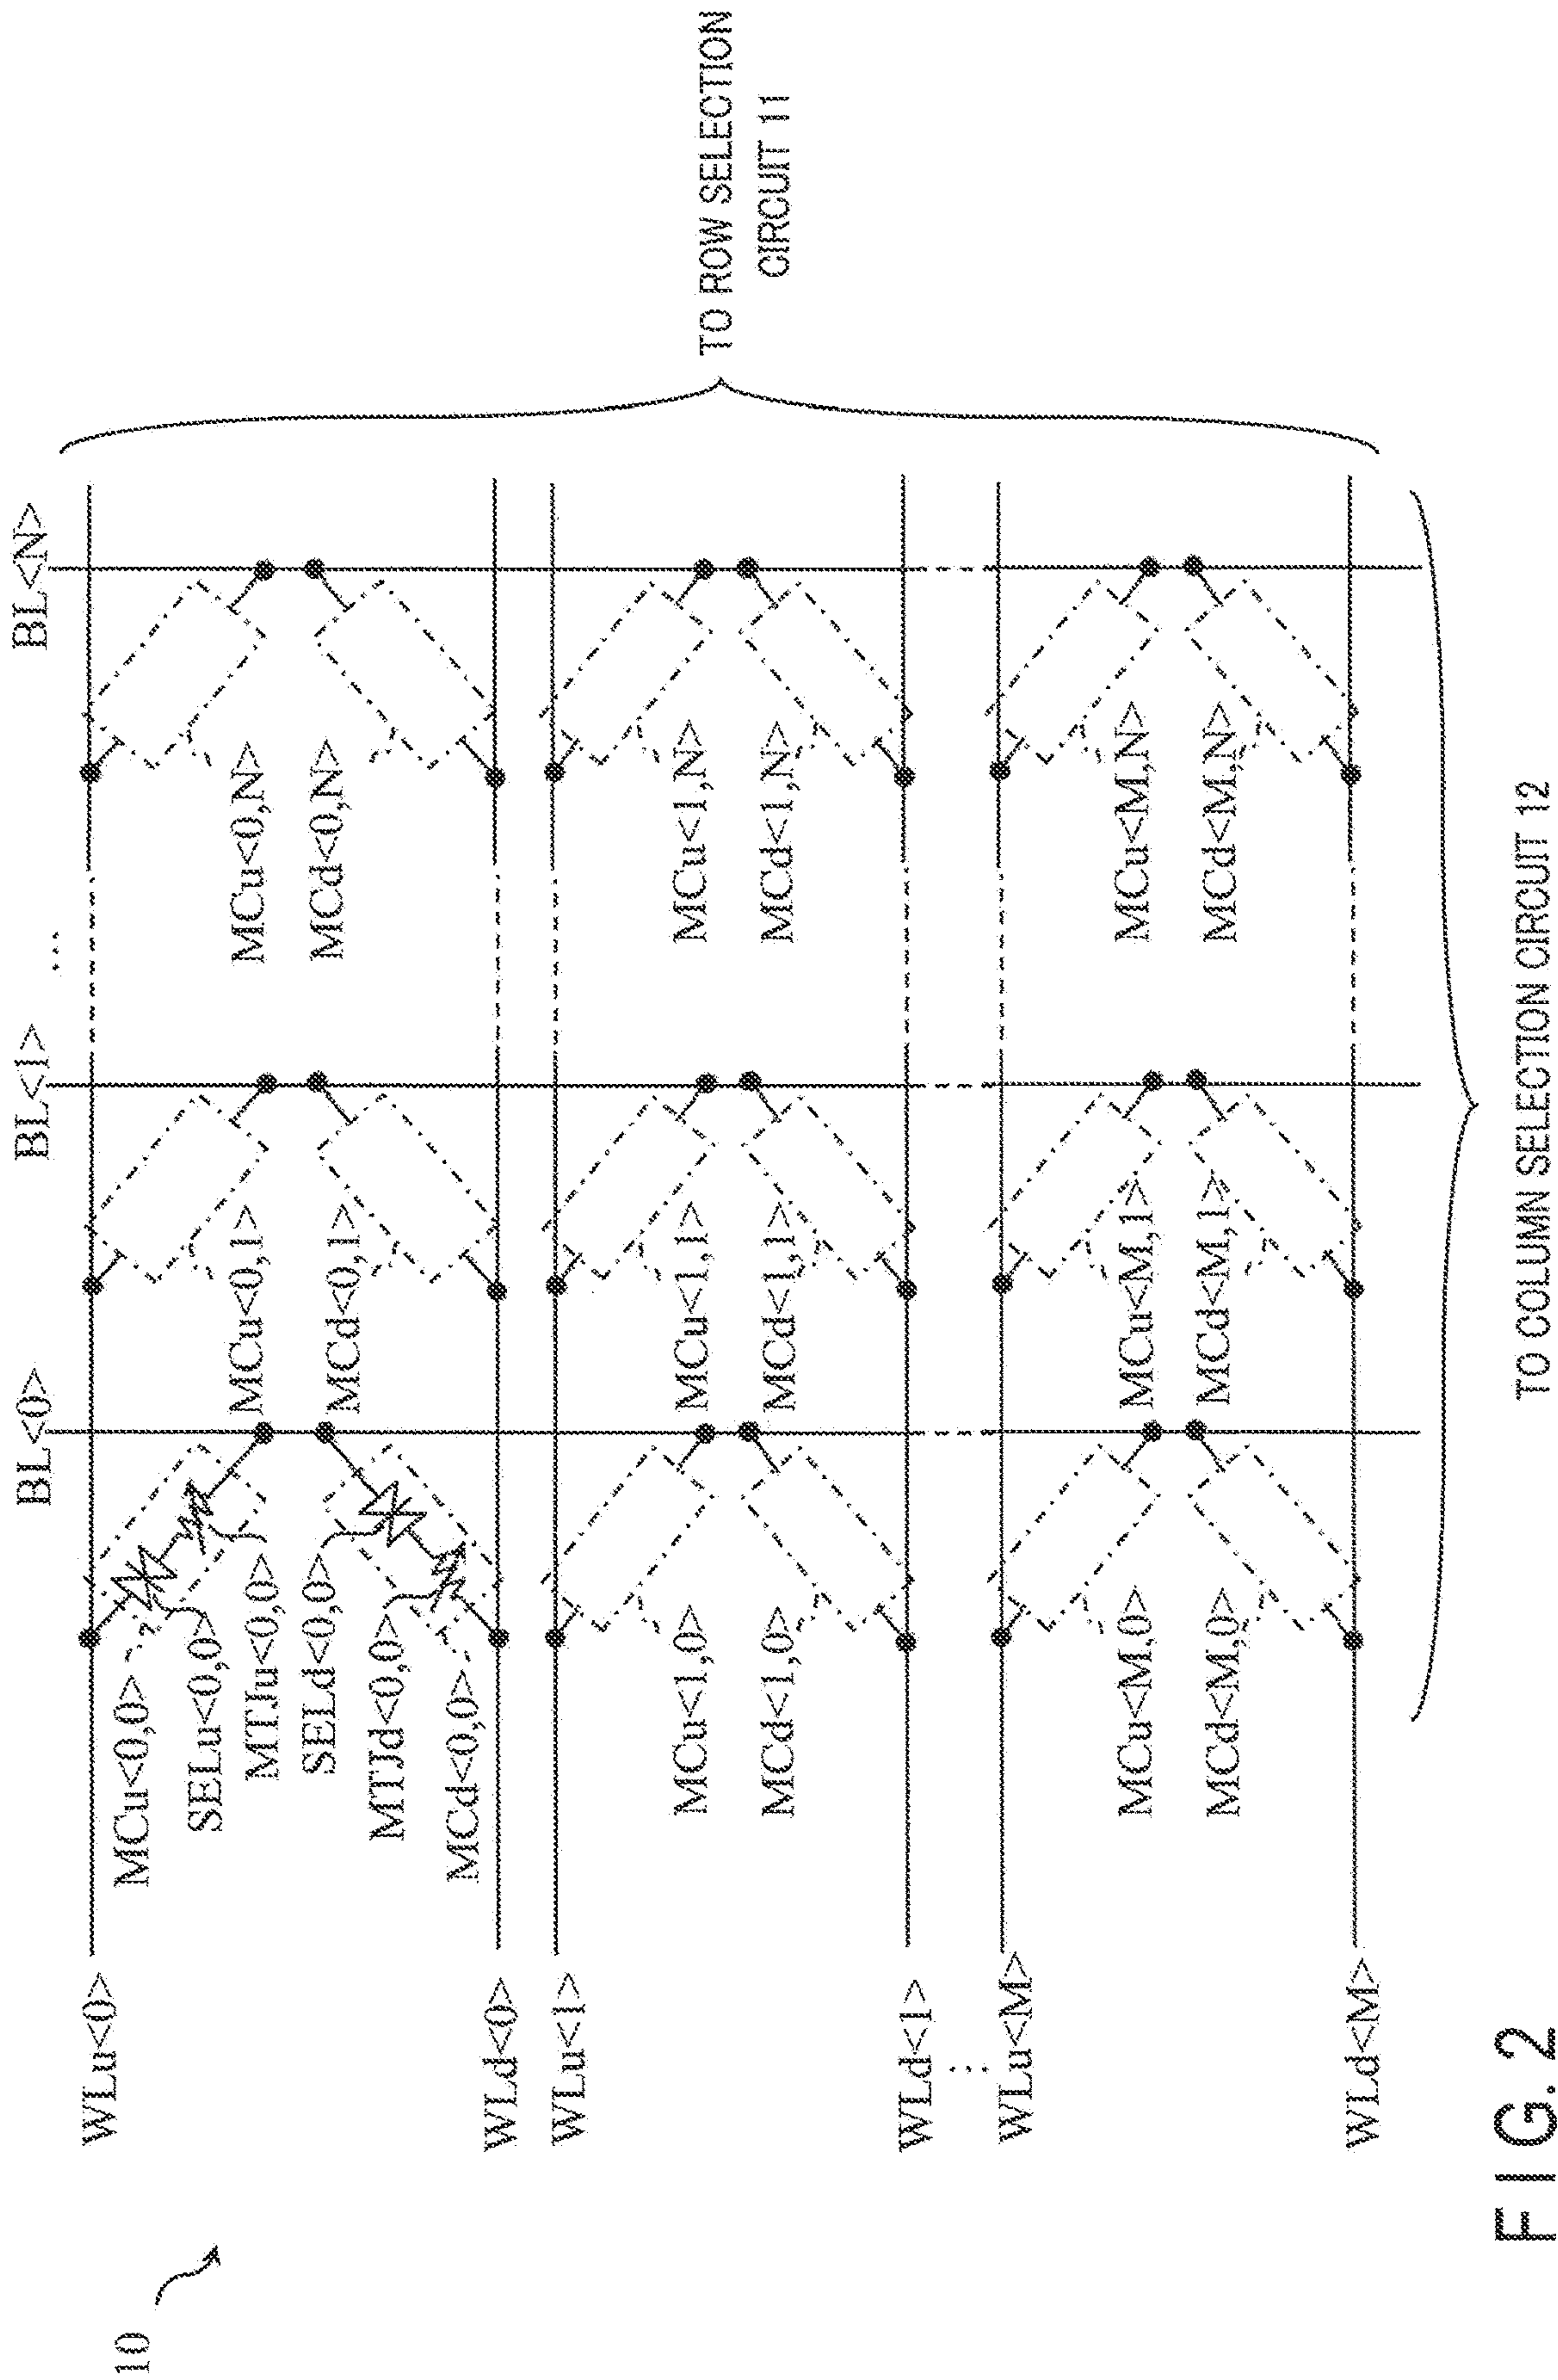 10
BL<0>
BL<1>
...
BL<N>
WLu<0>
MCu<0,0>
SELu<0,0>
MTJu<0,0>
SELd<0,0>
MTJd<0,0>
MCd<0,0>
MCu<0,1>
MCd<0,1>
MCu<0,N>
MCd<0,N>
WLd<0>
WLu<1>
MCu<1,0>
MCd<1,0>
MCu<1,1>
MCd<1,1>
MCu<1,N>
MCd<1,N>
WLd<1>
...
WLu<M>
MCu<M,0>
MCd<M,0>
MCu<M,1>
MCd<M,1>
MCu<M,N>
MCd<M,N>
WLd<M>
TO ROW SELECTION
CIRCUIT 11
TO COLUMN SELECTION CIRCUIT 12
FIG. 2